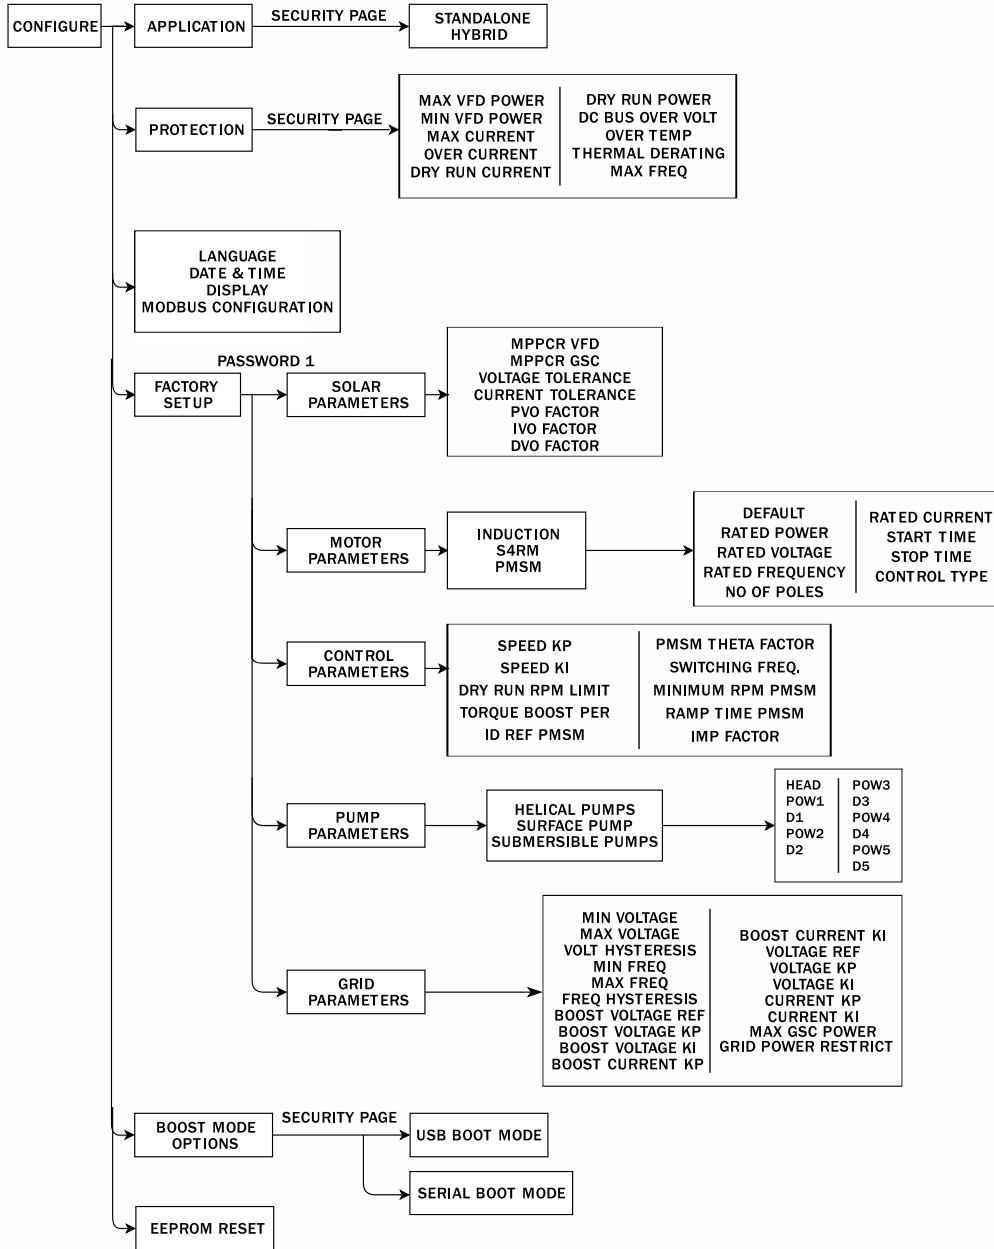 CONFIGURE
APPLICATION
SECURITY PAGE
STANDALONE
HYBRID
PROTECTION
SECURITY PAGE
MAX VFD POWER
MIN VFD POWER
MAX CURRENT
OVER CURRENT
DRY RUN CURRENT
DRY RUN POWER
DC BUS OVER VOLT
OVER TEMP
THERMAL DERATING
MAX FREQ
LANGUAGE
DATE & TIME
DISPLAY
MODBUS CONFIGURATION
FACTORY
SETUP
PASSWORD 1
SOLAR
PARAMETERS
MPPCR VFD
MPPCR GSC
VOLTAGE TOLERANCE
CURRENT TOLERANCE
PVO FACTOR
IVO FACTOR
DVO FACTOR
MOTOR
PARAMETERS
INDUCTION
S4RM
PMSM
DEFAULT
RATED POWER
RATED VOLTAGE
RATED FREQUENCY
NO OF POLES
RATED CURRENT
START TIME
STOP TIME
CONTROL TYPE
CONTROL
PARAMETERS
SPEED KP
SPEED KI
DRY RUN RPM LIMIT
TORQUE BOOST PER
ID REF PMSM
PMSM THETA FACTOR
SWITCHING FREQ.
MINIMUM RPM PMSM
RAMP TIME PMSM
IMP FACTOR
PUMP
PARAMETERS
HELICAL PUMPS
SURFACE PUMP
SUBMERSIBLE PUMPS
HEAD
POW1
D1
POW2
D2
POW3
D3
POW4
D4
POW5
D5
GRID
PARAMETERS
MIN VOLTAGE
MAX VOLTAGE
VOLT HYSTERESIS
MIN FREQ
MAX FREQ
FREQ HYSTERESIS
BOOST VOLTAGE REF
BOOST VOLTAGE KP
BOOST VOLTAGE KI
BOOST CURRENT KP
BOOST CURRENT KI
VOLTAGE REF
VOLTAGE KP
VOLTAGE KI
CURRENT KP
CURRENT KI
MAX GSC POWER
GRID POWER RESTRICT
BOOST MODE
OPTIONS
SECURITY PAGE
USB BOOT MODE
SERIAL BOOT MODE
EEPROM RESET